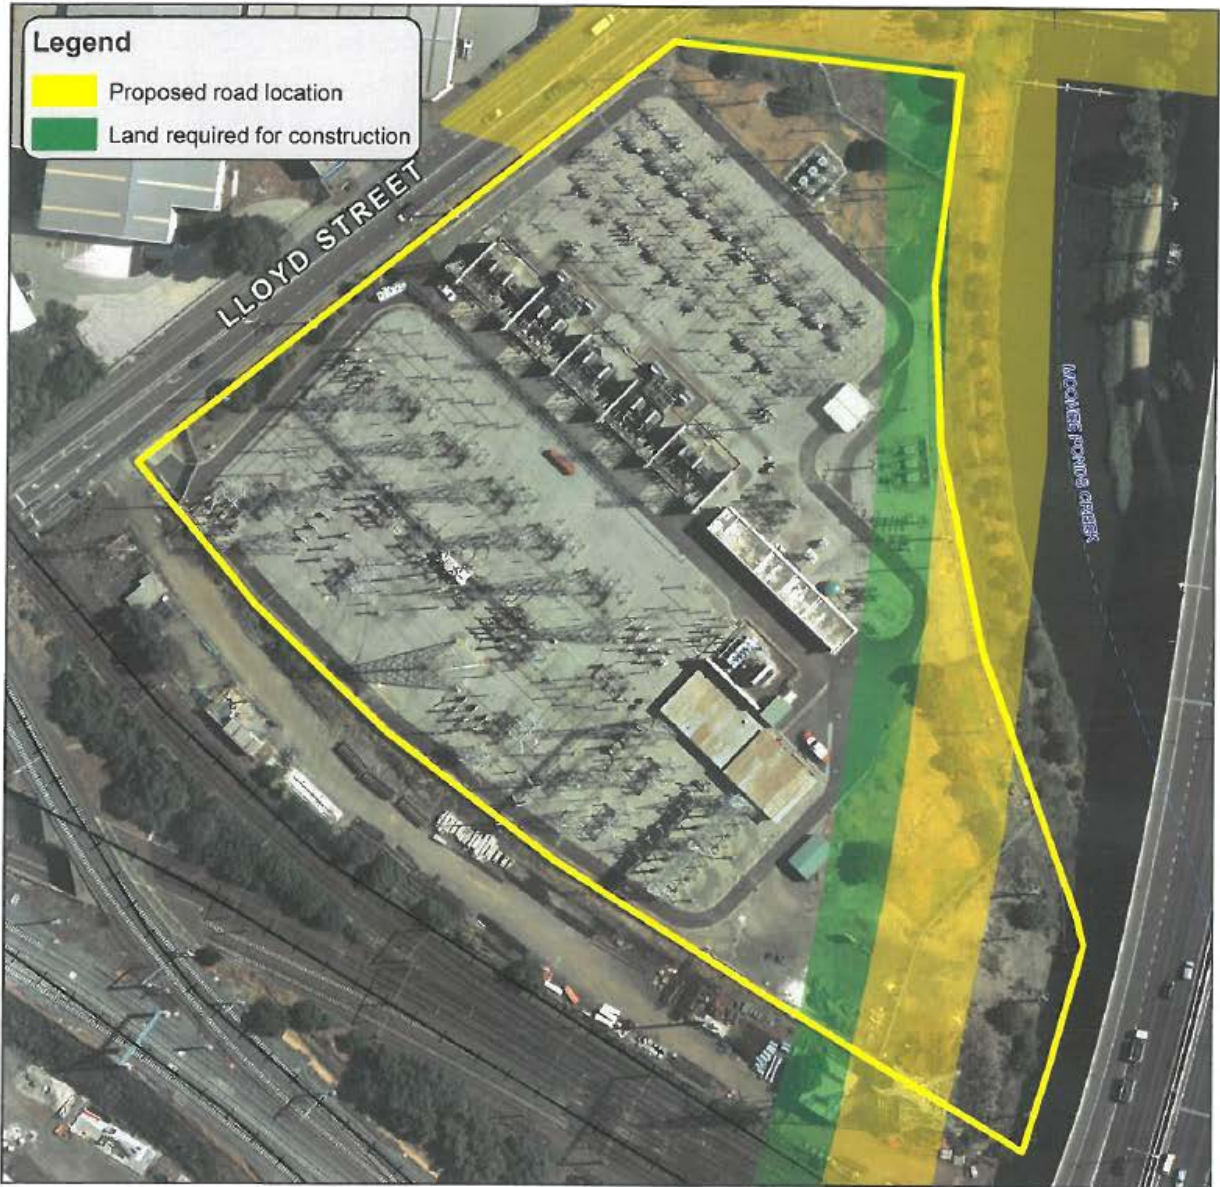 Legend
Proposed road location
Land required for construction
LLOYD STREET
MOONEE PONDS CREEK